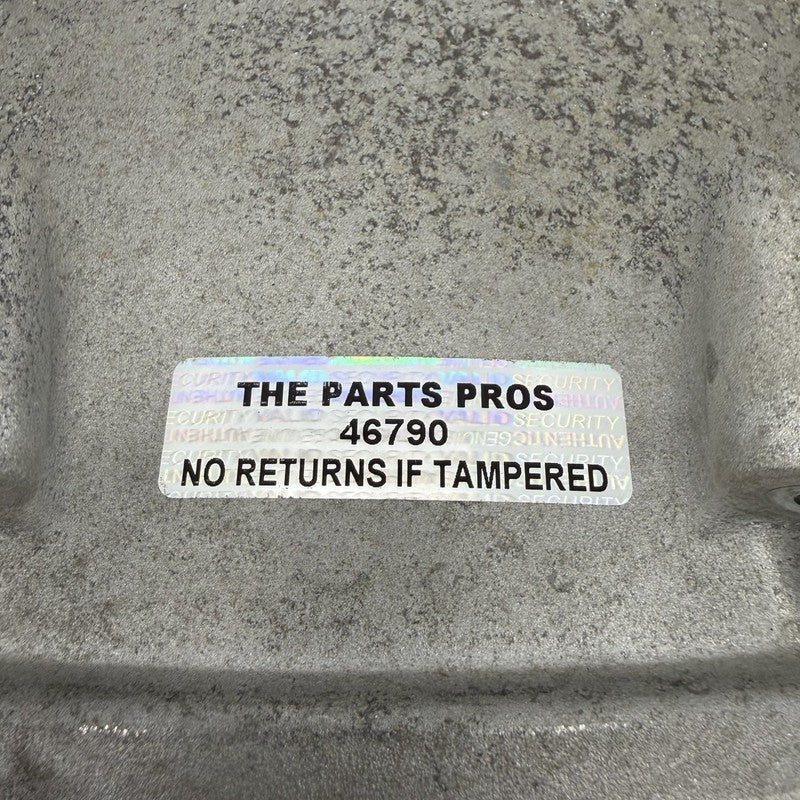 THE PARTS PROS
46790
NO RETURNS IF TAMPERED